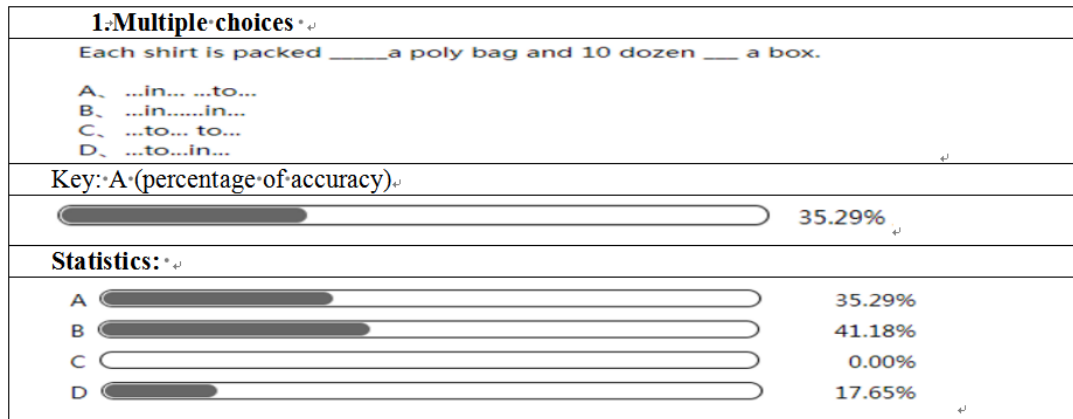 1. Multiple choices
Each shirt is packed _____a poly bag and 10 dozen ___ a box.
A、 ...in... ...to...
B、 ...in......in...
C、 ...to... to...
D、 ...to...in...
Key: A (percentage of accuracy)
35.29%
Statistics:
A 35.29%
B 41.18%
C 0.00%
D 17.65%